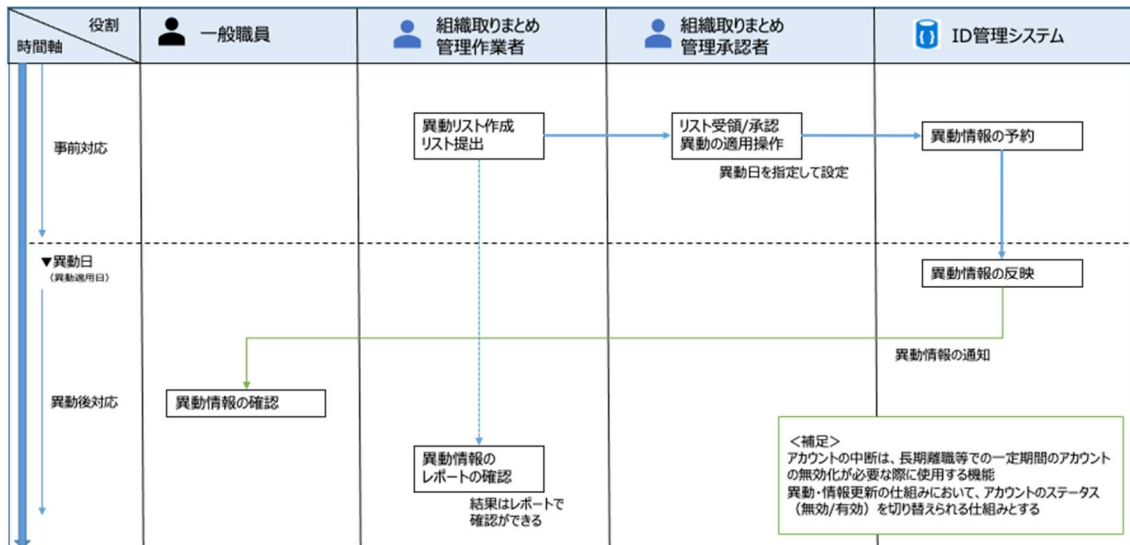 役割
時間軸
一般職員
組織取りまとめ
管理作業者
組織取りまとめ
管理承認者
ID管理システム
事前対応
異動リスト作成
リスト提出
リスト受領/承認
異動の適用操作
異動日を指定して設定
異動情報の予約
▼異動日
(異動適用日)
異動情報の反映
異動情報の通知
異動後対応
異動情報の確認
異動情報の
レポートの確認
結果はレポートで
確認ができる
<補足>
アカウントの中断は、長期離職等での一定期間のアカウント
の無効化が必要な際に使用する機能
異動・情報更新の仕組みにおいて、アカウントのステータス
(無効/有効)を切り替えられる仕組みとする